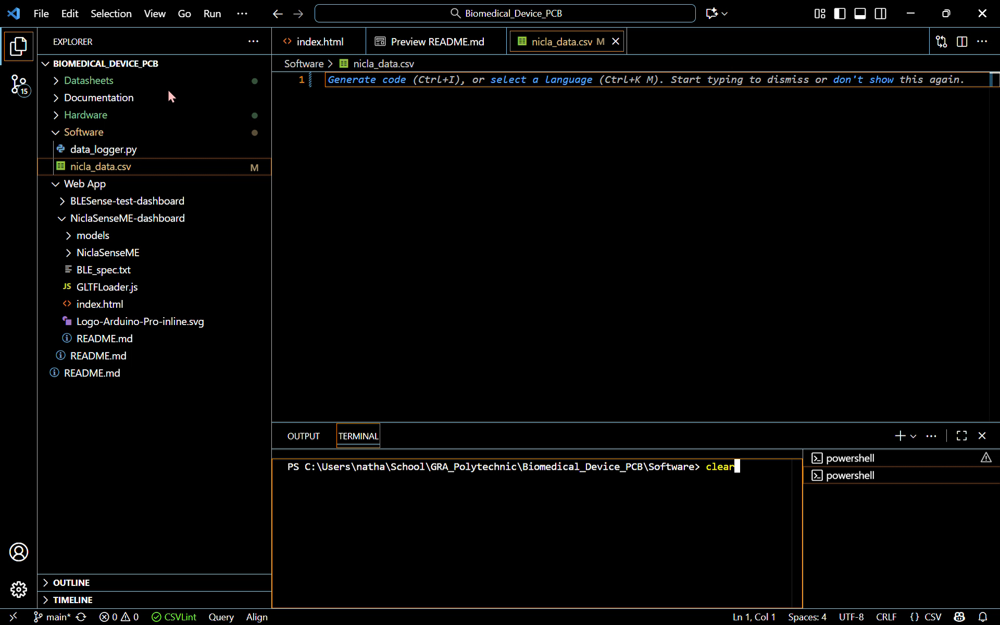 File Edit Selection View Go Run
Biomedical_Device_PCB
EXPLORER
index.html
Preview README.md
nicla_data.csv M
BIOMEDICAL_DEVICE_PCB
Software > nicla_data.csv
1 Generate code (Ctrl+I), or select a language (Ctrl+K M). Start typing to dismiss or don't show this again.
Datasheets
15
Documentation
Hardware
Software
data_logger.py
nicla_data.csv M
Web App
BLESense-test-dashboard
NiclaSenseME-dashboard
models
NiclaSenseME
BLE_spec.txt
JS GLTFLoader.js
index.html
Logo-Arduino-Pro-inline.svg
README.md
README.md
README.md
OUTPUT TERMINAL
PS C:\Users\natha\School\GRA_Polytechnic\Biomedical_Device_PCB\Software> clear
powershell
powershell
OUTLINE
TIMELINE
main* 0 0 CSVLint Query Align
Ln 1, Col 1 Spaces: 4 UTF-8 CRLF {} CSV